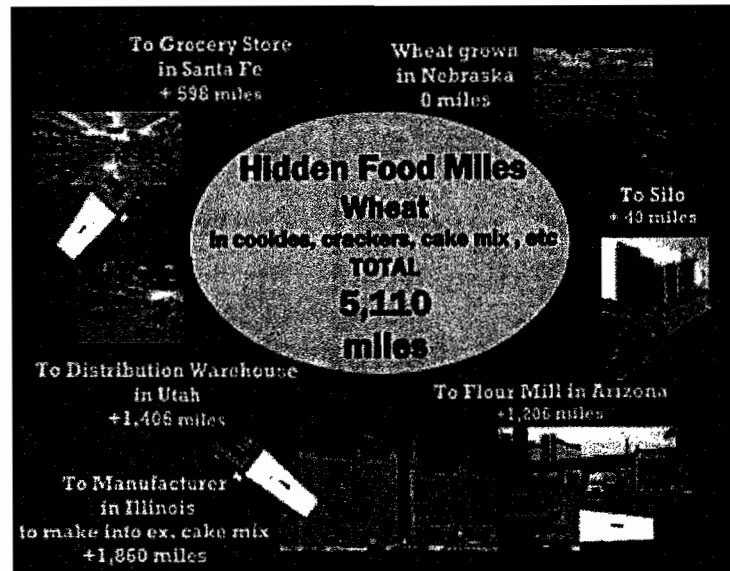 Hidden Food Miles
Wheat
in cookies, crackers, cake mix , etc
TOTAL
5,110
miles
Wheat grown
in Nebraska
0 miles
To Silo
+ 40 miles
To Flour Mill in Arizona
+1,206 miles
To Manufacturer
in Illinois
to make into ex. cake mix
+1,860 miles
To Distribution Warehouse
in Utah
+1,406 miles
To Grocery Store
in Santa Fe
+ 598 miles